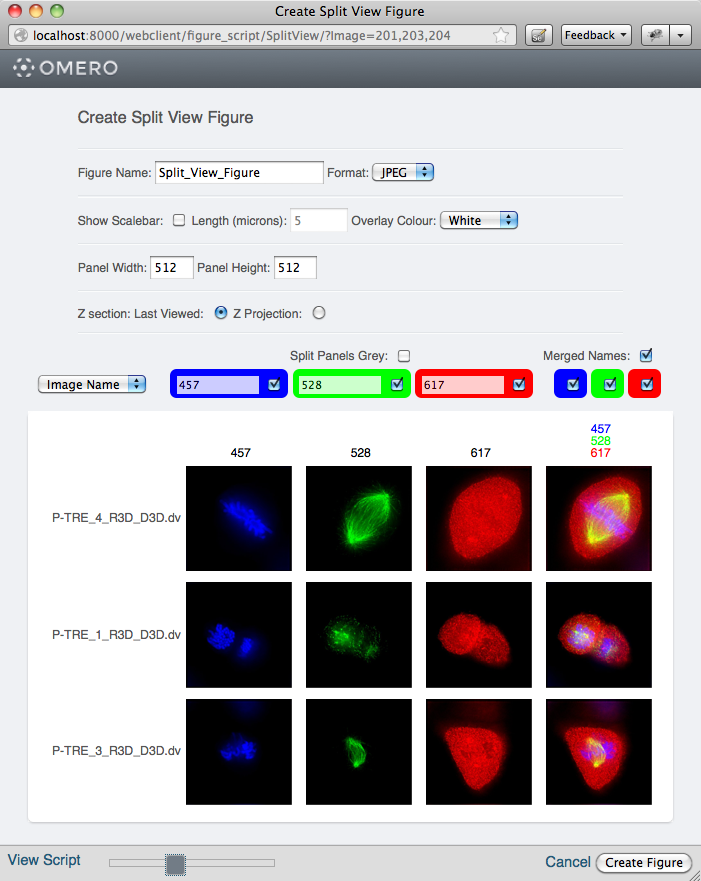 Create Split View Figure
localhost:8000/webclient/figure_script/SplitView/?Image=201,203,204
Feedback
OMERO
Create Split View Figure
Figure Name: Split_View_Figure Format: JPEG
Show Scalebar: Length (microns): 5 Overlay Colour: White
Panel Width: 512 Panel Height: 512
Z section: Last Viewed: Z Projection:
Split Panels Grey: Merged Names:
Image Name 457 528 617
457
528
457 528 617 617
P-TRE_4_R3D_D3D.dv
P-TRE_1_R3D_D3D.dv
P-TRE_3_R3D_D3D.dv
View Script Cancel Create Figure